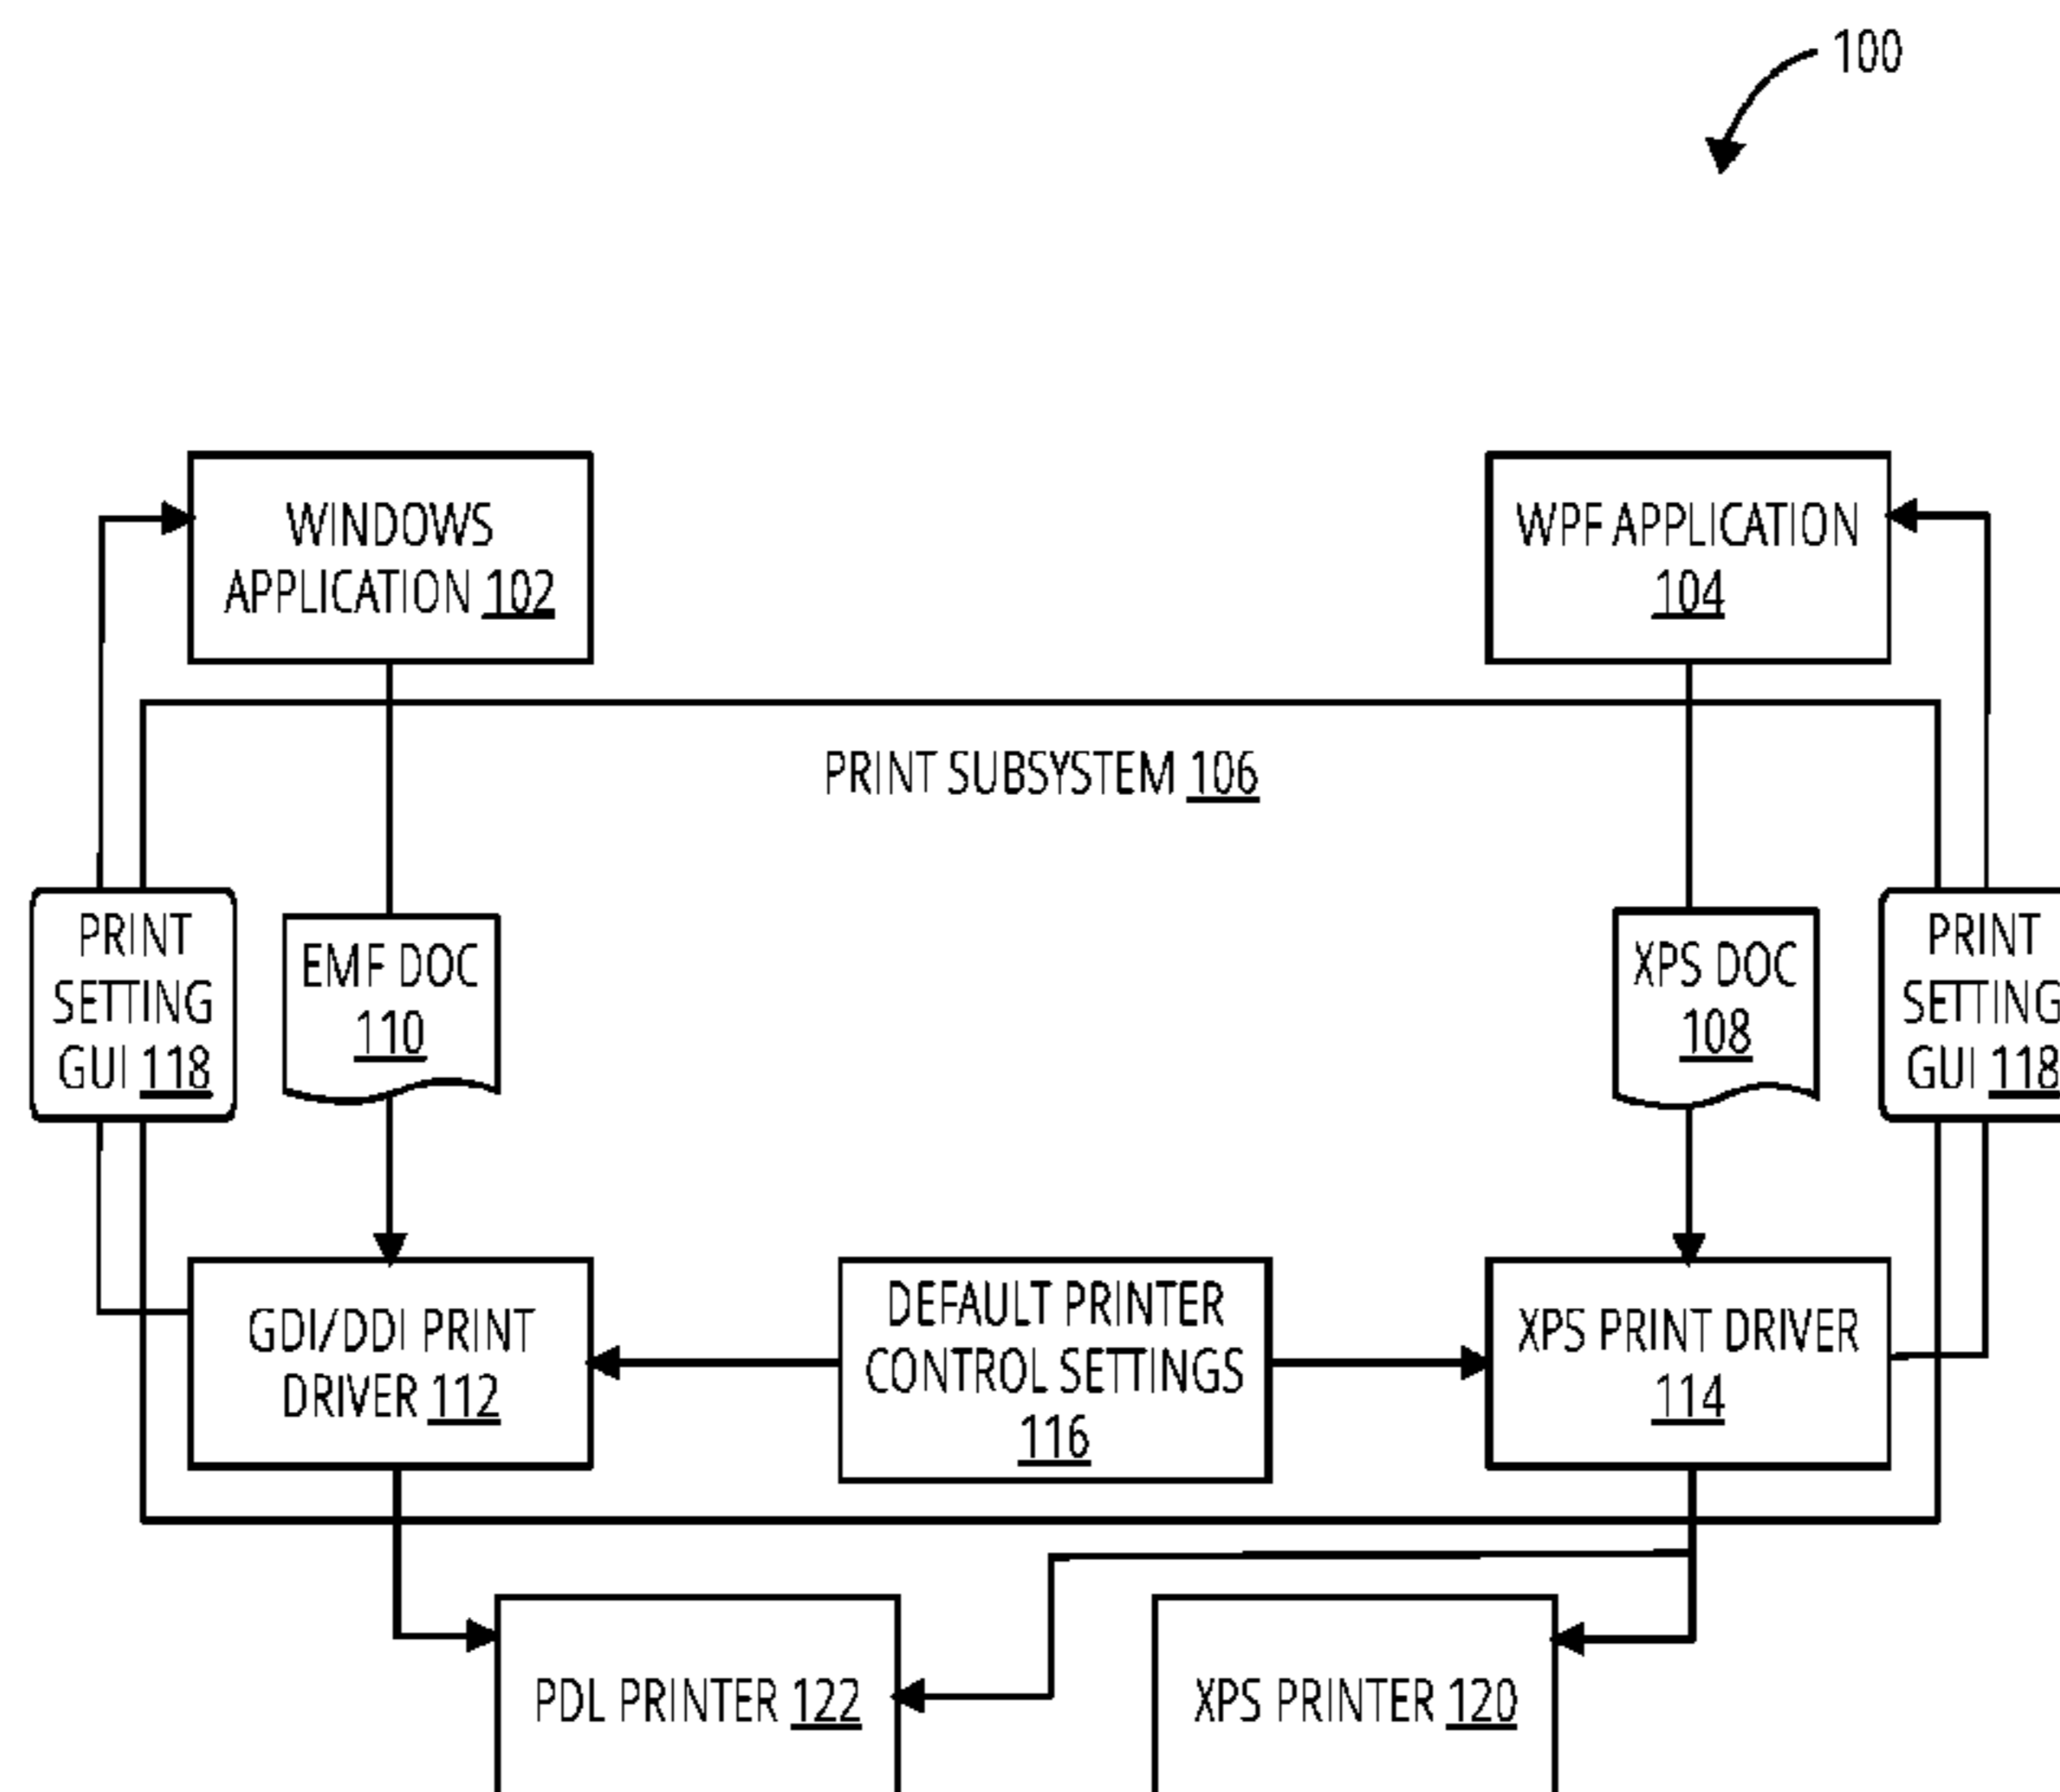 100
WINDOWS
APPLICATION 102
WPF APPLICATION
104
PRINT SUBSYSTEM 106
PRINT
SETTING
GUI 118
EMF DOC
110
XPS DOC
108
PRINT
SETTING
GUI 118
GDI/DDI PRINT
DRIVER 112
DEFAULT PRINTER
CONTROL SETTINGS
116
XPS PRINT DRIVER
114
PDL PRINTER 122
XPS PRINTER 120